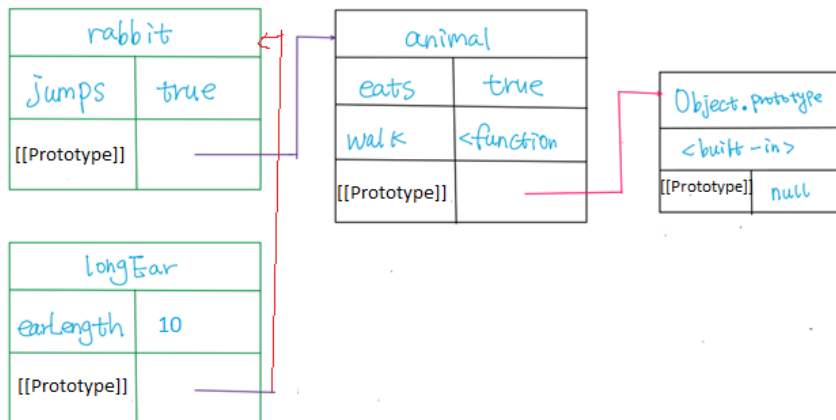 rabbit
jumps true
[[Prototype]]
animal
eats true
walk <function
[[Prototype]]
Object.prototype
<built-in>
[[Prototype]] null
longEar
earLength 10
[[Prototype]]